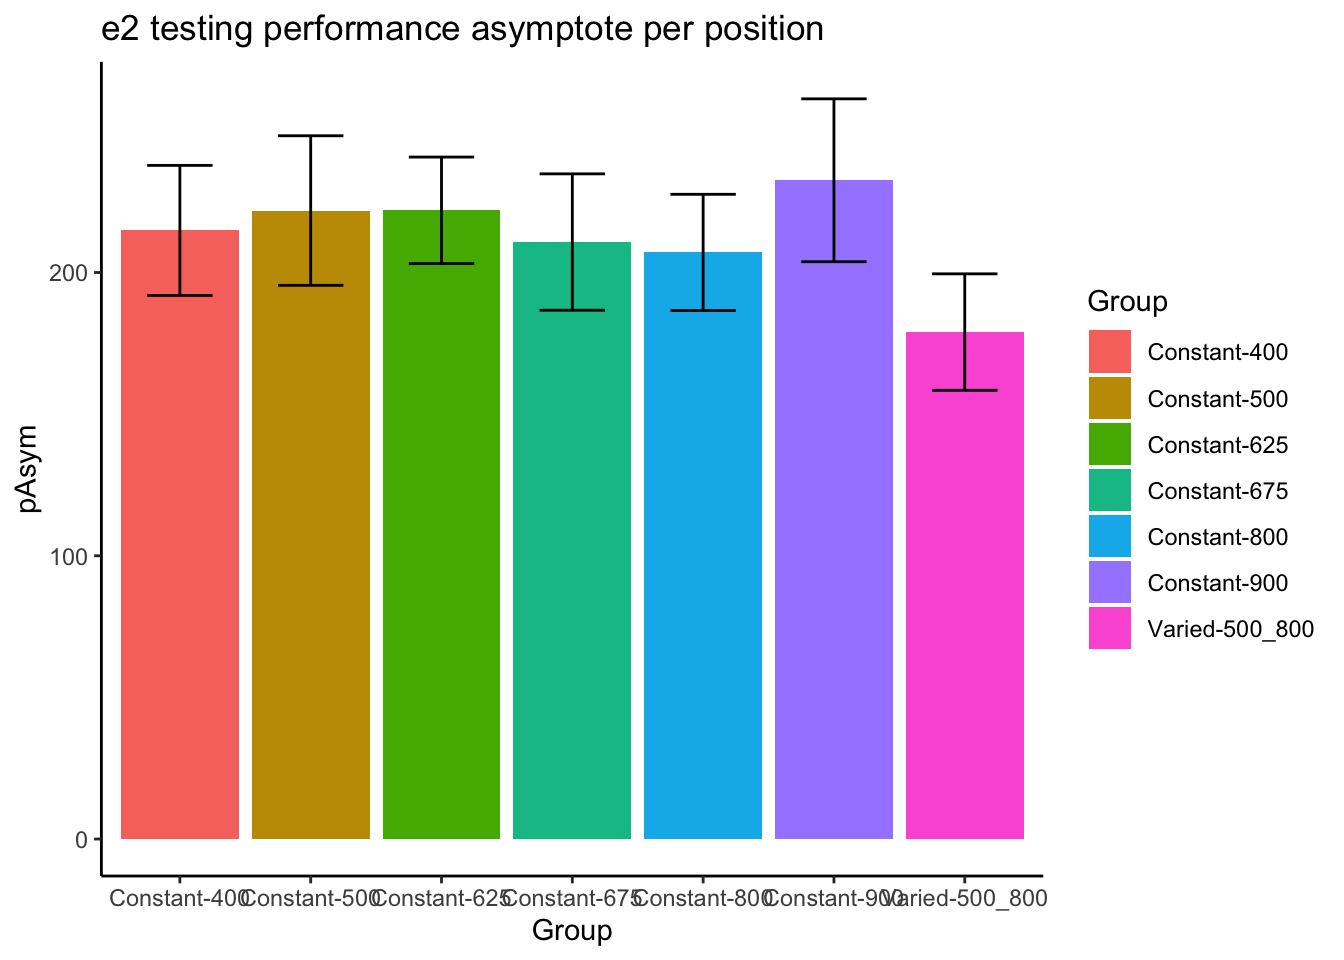 e2 testing performance asymptote per position
pAsym
200
100
0
Constant-400 Constant-500 Constant-625 Constant-675 Constant-800 Constant-900 Varied-500_800
Group
Group
Constant-400
Constant-500
Constant-625
Constant-675
Constant-800
Constant-900
Varied-500_800